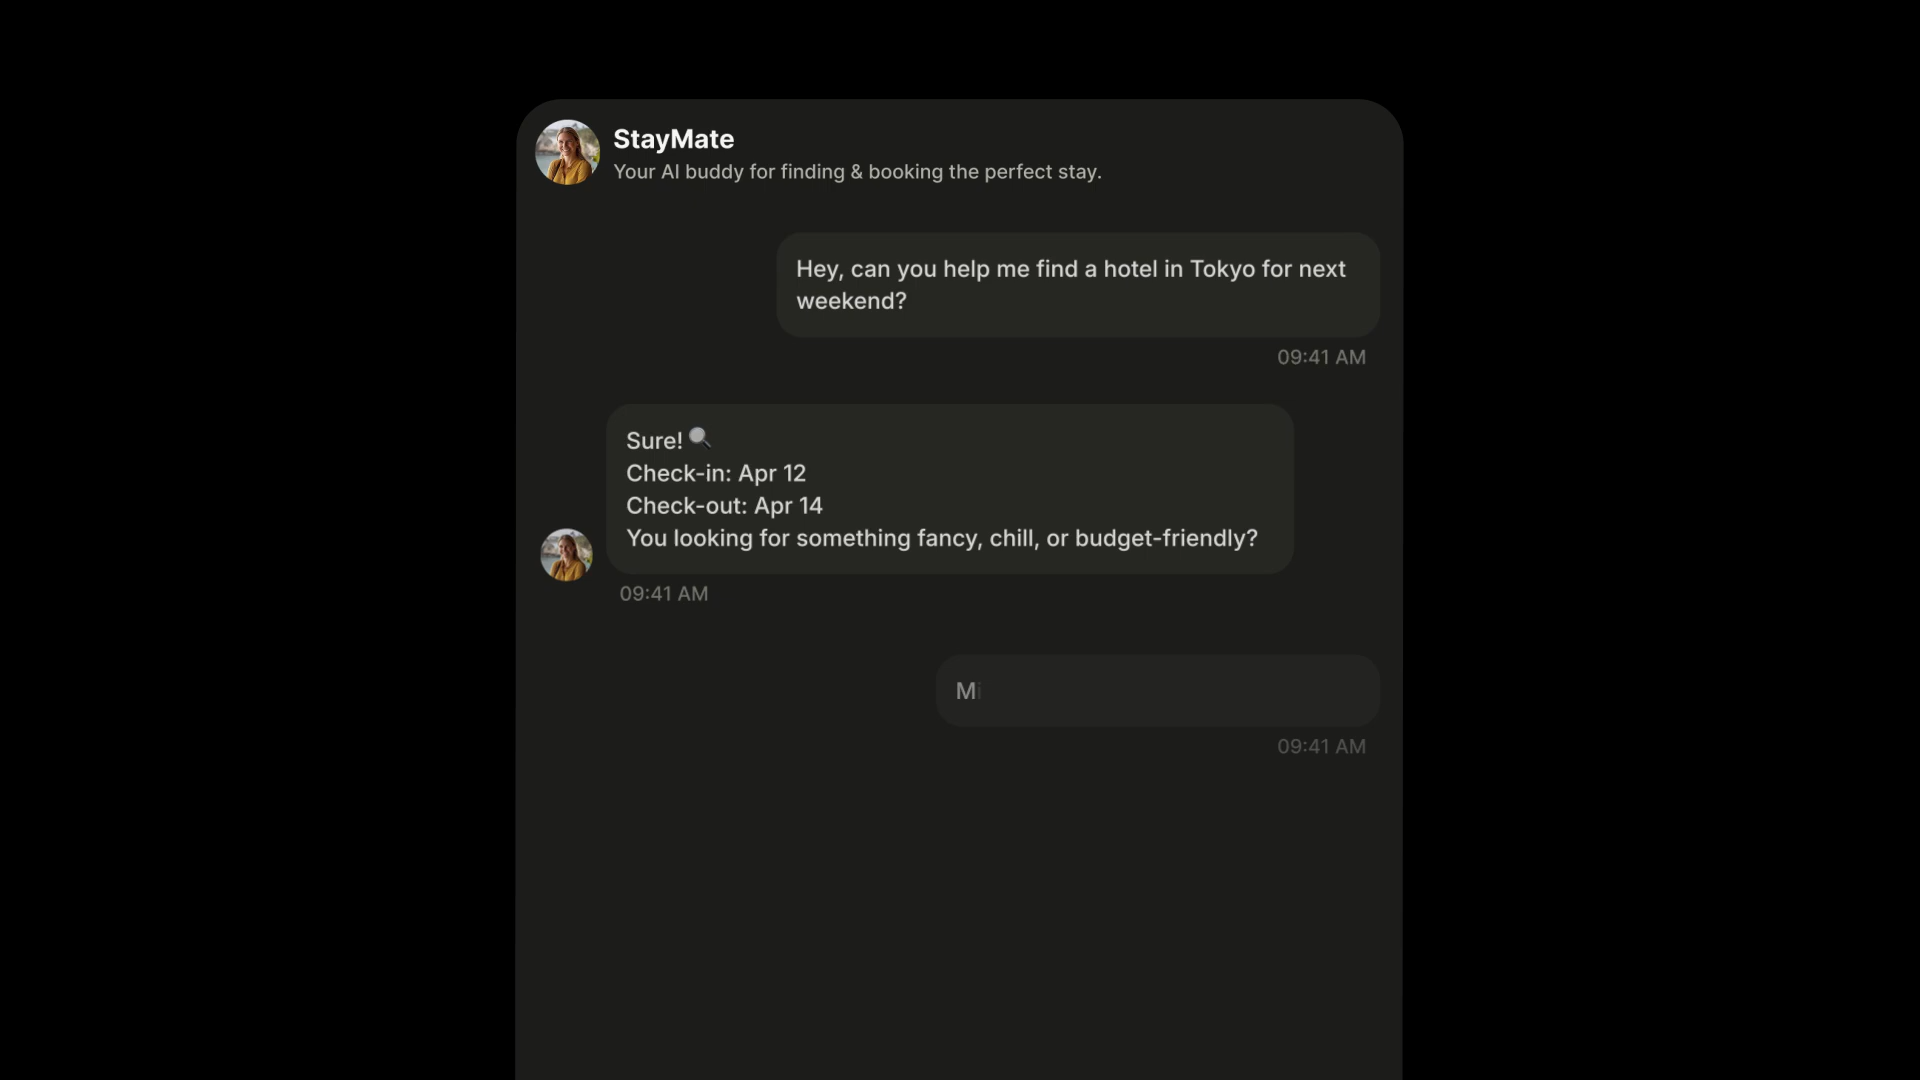 StayMate
Your AI buddy for finding & booking the perfect stay.
Hey, can you help me find a hotel in Tokyo for next
weekend?
09:41 AM
Sure! 🔍
Check-in: Apr 12
Check-out: Apr 14
You looking for something fancy, chill, or budget-friendly?
09:41 AM
Mi
09:41 AM